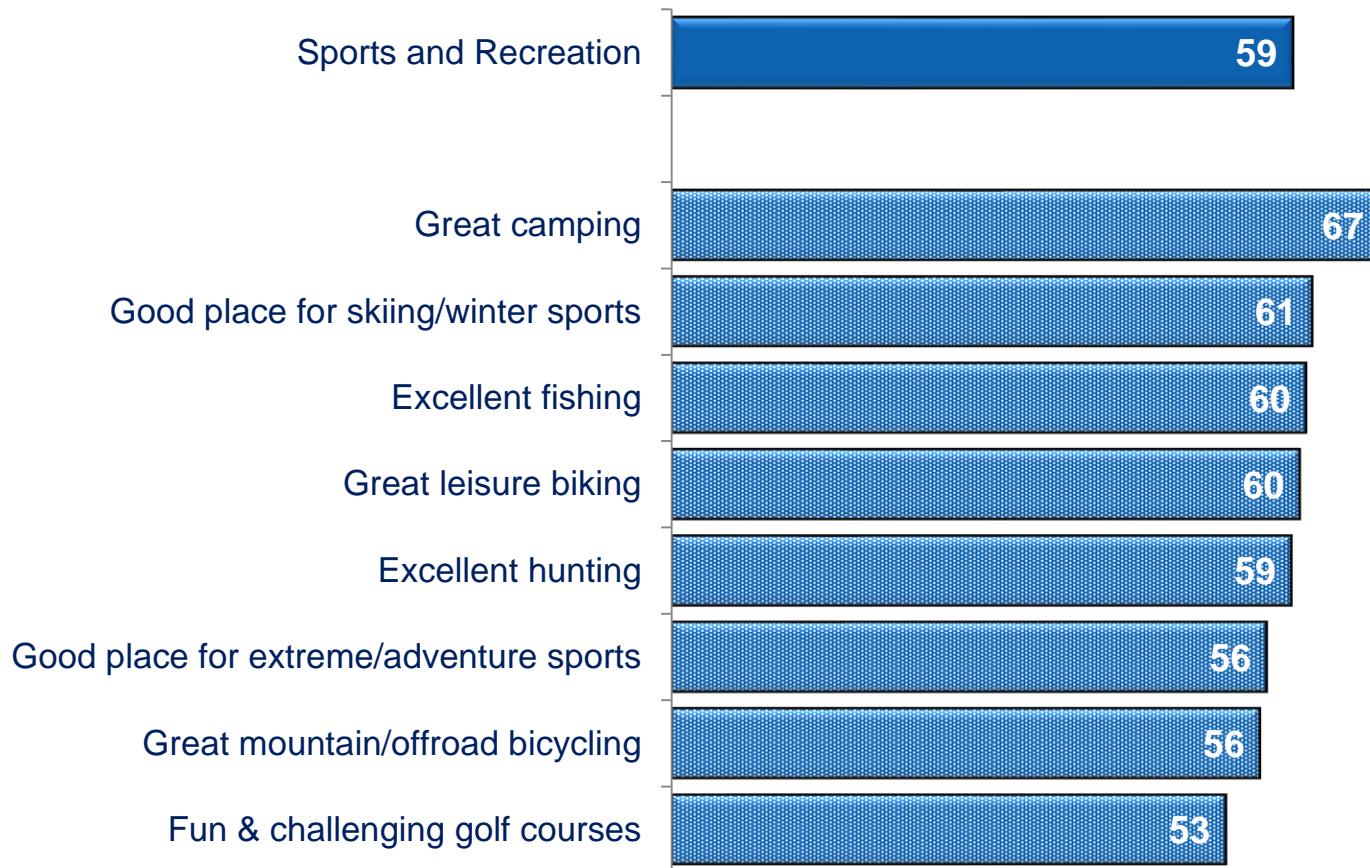 Sports and Recreation 59
Great camping 67
Good place for skiing/winter sports 61
Excellent fishing 60
Great leisure biking 60
Excellent hunting 59
Good place for extreme/adventure sports 56
Great mountain/offroad bicycling 56
Fun & challenging golf courses 53